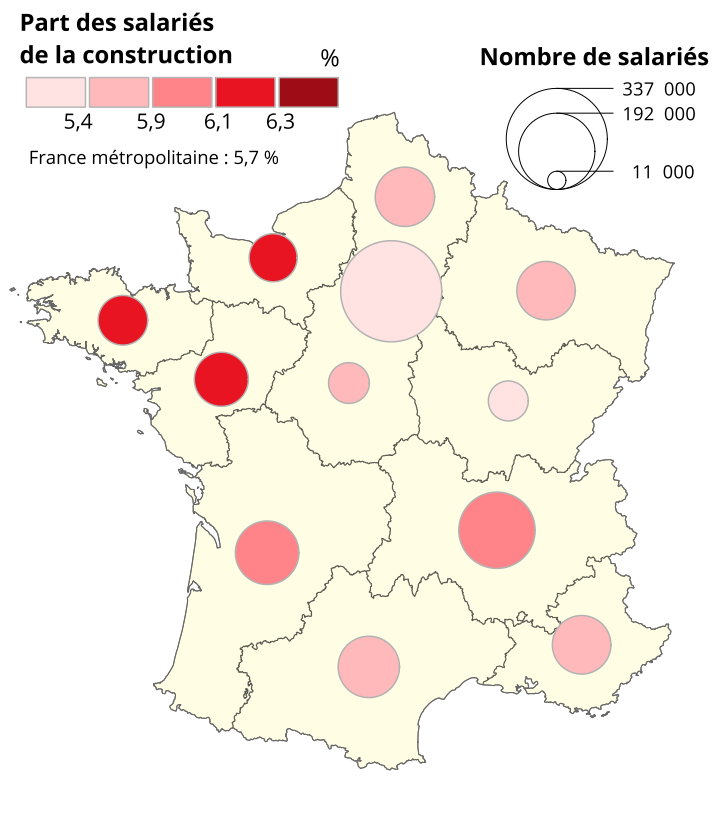 Part des salariés
de la construction
%
5,4 5,9 6,1 6,3
France métropolitaine : 5,7 %
Nombre de salariés
337 000
192 000
11 000